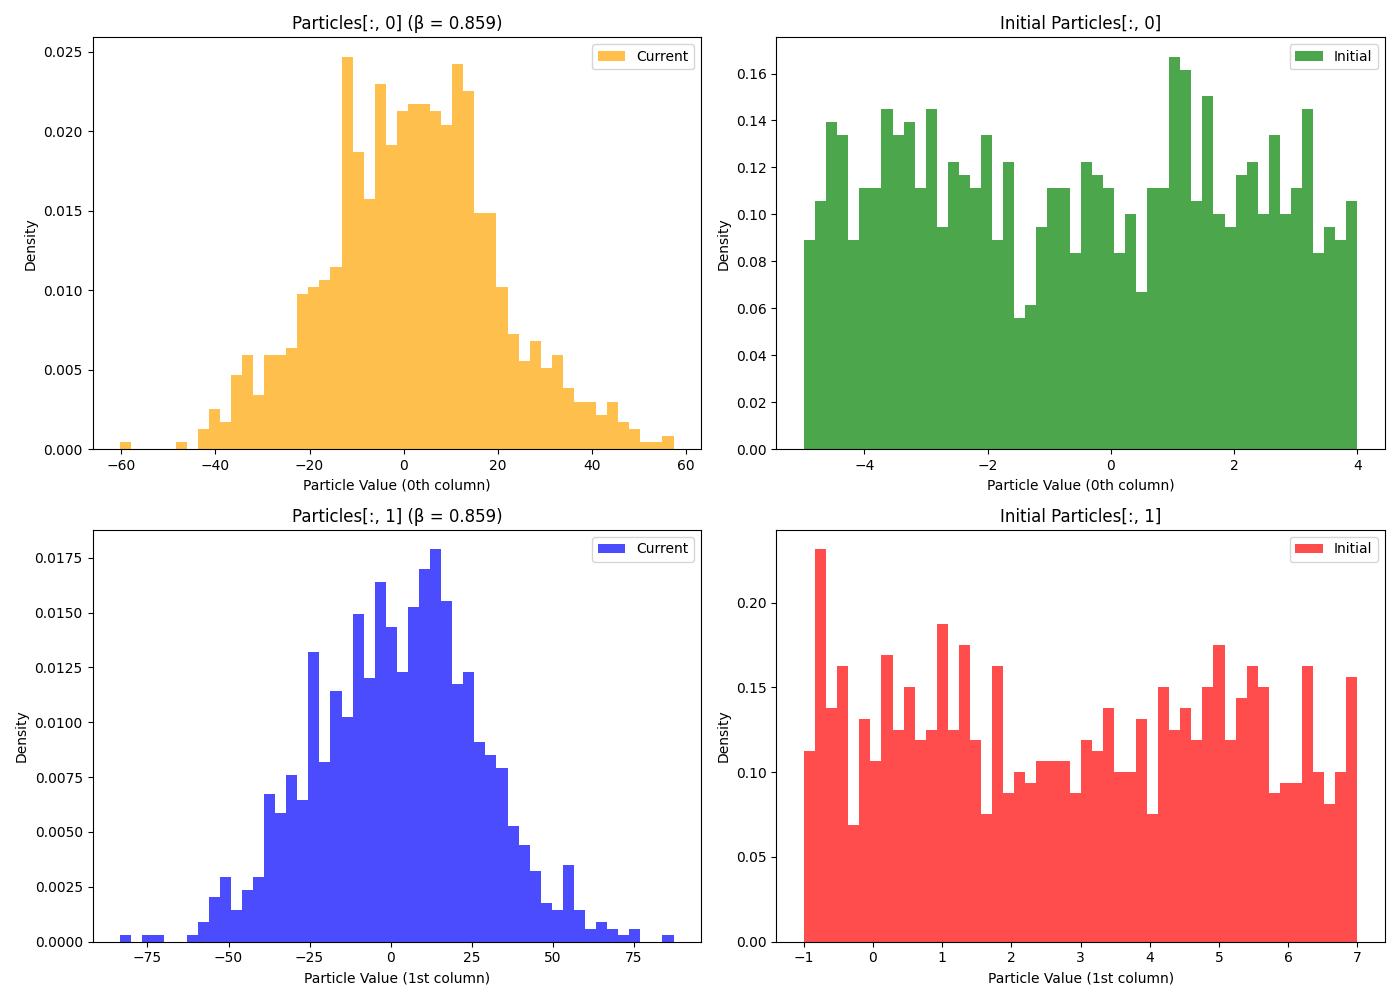 Particles[:, 0] (β = 0.859)
Current
Density
0.025
0.020
0.015
0.010
0.005
0.000
−60 −40 −20 0 20 40 60
Particle Value (0th column)
Initial Particles[:, 0]
Initial
Density
0.16
0.14
0.12
0.10
0.08
0.06
0.04
0.02
0.00
−4 −2 0 2 4
Particle Value (0th column)
Particles[:, 1] (β = 0.859)
Current
Density
0.0175
0.0150
0.0125
0.0100
0.0075
0.0050
0.0025
0.0000
−75 −50 −25 0 25 50 75
Particle Value (1st column)
Initial Particles[:, 1]
Initial
Density
0.20
0.15
0.10
0.05
0.00
−1 0 1 2 3 4 5 6 7
Particle Value (1st column)